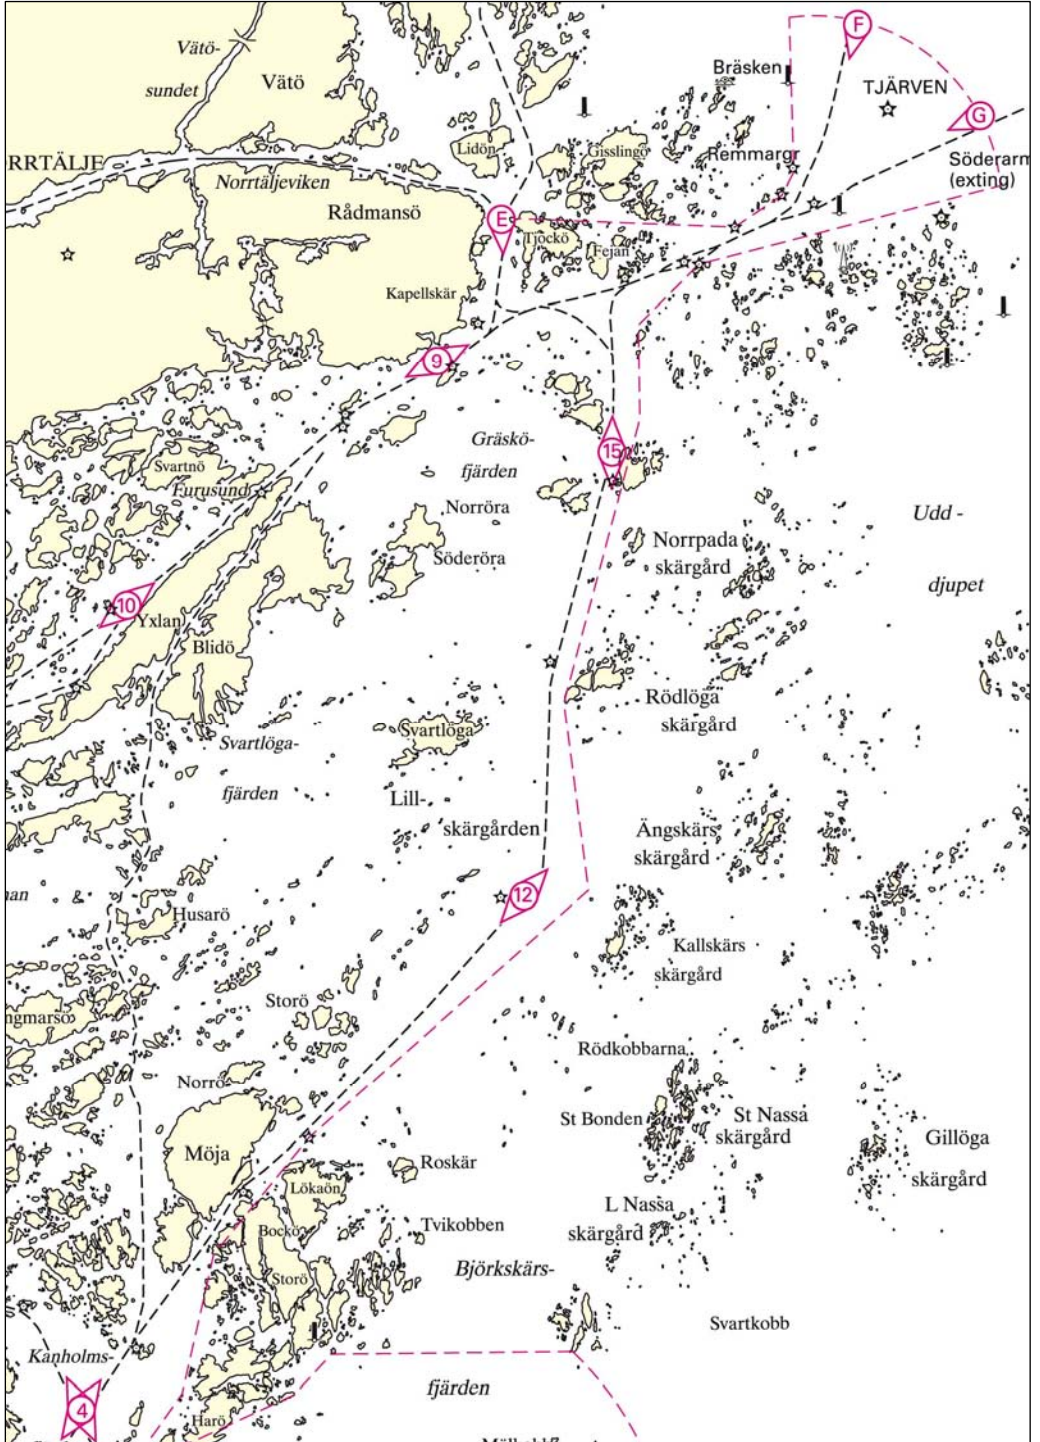 F
Bräsken
Vätö-
Vätö
TJÄRVEN
sundet
G
Lidön
Gisslingö
Remmargr
RRTÄLJE
Söderarm
(exting)
Norrtäljeviken
Rådmansö
E
Tjöckö
Fejan
Kapellskär
9
Gräskö-
15
fjärden
Svartnö
Furusund
Norröra
Udd -
Norrpada
skärgård
Söderöra
djupet
10
Yxlan
Blidö
Rödlöga
skärgård
Svartlöga
Svartlöga-
fjärden
Lill-
skärgården
Ängskärs
skärgård
12
Husarö
Kallskärs
skärgård
Storö
ngmarsö
Rödkobbarna
Norrö
St Bonden
St Nassa
skärgård
Gillöga
skärgård
Möja
Roskär
Lökaön
L Nassa
skärgård
Tvikobben
Bockö
Björkskärs-
Storö
Svartkobb
Kanholms-
fjärden
4
Harö